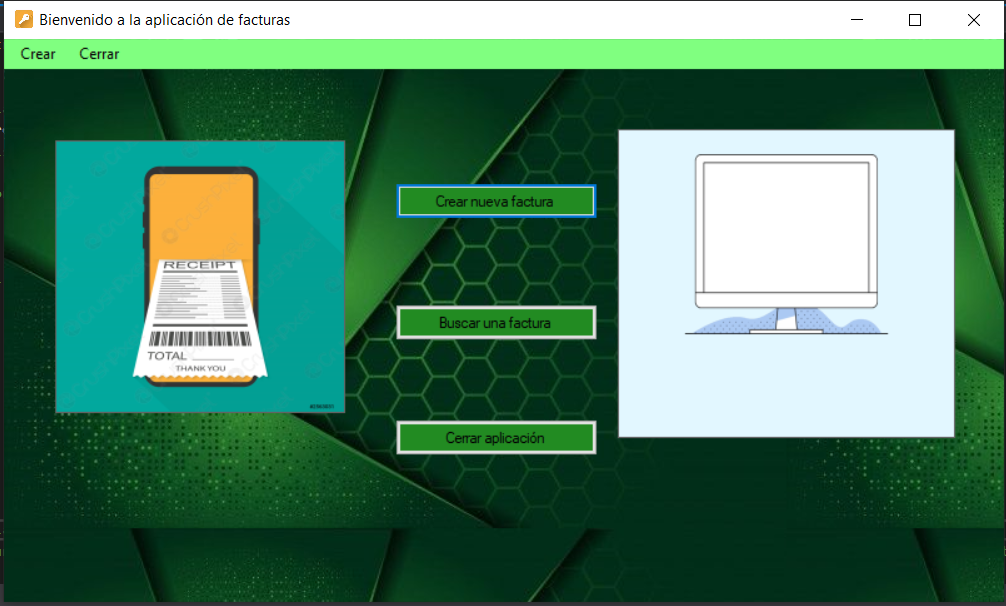 Bienvenido a la aplicación de facturas
Crear Cerrar
RECEIPT
TOTAL
THANK YOU
Crear nueva factura
Buscar una factura
Cerrar aplicación